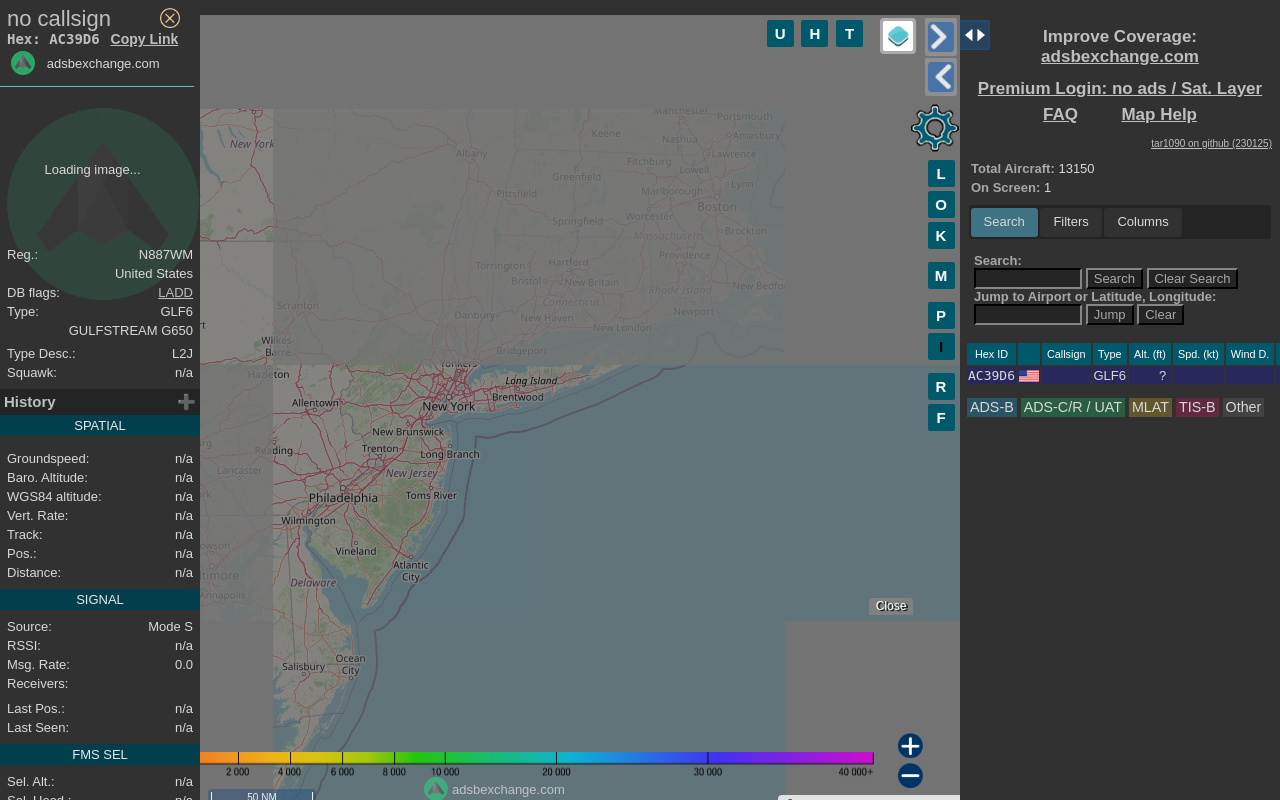 no callsign
Hex: AC39D6 Copy Link
adsbexchange.com
Loading image...
Reg.: N887WM
United States
DB flags: LADD
Type: GLF6
GULFSTREAM G650
Type Desc.: L2J
Squawk: n/a
History
SPATIAL
Groundspeed: n/a
Baro. Altitude: n/a
WGS84 altitude: n/a
Vert. Rate: n/a
Track: n/a
Pos.: n/a
Distance: n/a
SIGNAL
Source: Mode S
RSSI: n/a
Msg. Rate: 0.0
Receivers:
Last Pos.: n/a
Last Seen: n/a
FMS SEL
Sel. Alt.: n/a
U H T
L
O
K
M
P
I
R
F
Manchester
Portsmouth
Keene
Nashua
Amesbury
New York
Albany
Fitchburg
Lawrence
Lowell
Greenfield
Lynn
Pittsfield
Marlborough
Boston
Worcester
Springfield
Massachusetts
Brockton
Providence
Torrington
Hartford
Bristol
New Britain
Rhode Island
New Bedfo
Scranton
Connecticut
Danbury
New Haven
Newport
New London
Wilkes-
Barre
Bridgeport
Yonkers
Hazleton
Long Island
Allentown
New York
Brentwood
New Brunswick
Reading
Trenton
Long Branch
Lancaster
New Jersey
Philadelphia
Toms River
Wilmington
Vineland
Atlantic
City
Delaware
Annapolis
Ocean
City
Salisbury
Close
2 000 4 000 6 000 8 000 10 000 20 000 30 000 40 000+
adsbexchange.com
50 NM
Improve Coverage:
adsbexchange.com
Premium Login: no ads / Sat. Layer
FAQ Map Help
tar1090 on github (230125)
Total Aircraft: 13150
On Screen: 1
Search Filters Columns
Search:
Search Clear Search
Jump to Airport or Latitude, Longitude:
Jump Clear
Hex ID Callsign Type Alt. (ft) Spd. (kt) Wind D.
AC39D6 GLF6 ?
ADS-B ADS-C/R / UAT MLAT TIS-B Other